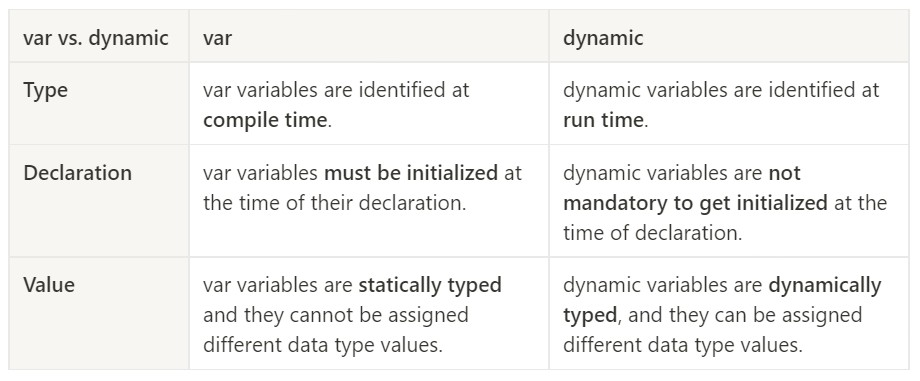 var vs. dynamic var dynamic
Type var variables are identified at dynamic variables are identified at
compile time. run time.
Declaration var variables must be initialized at dynamic variables are not
the time of their declaration. mandatory to get initialized at the
time of declaration.
Value var variables are statically typed dynamic variables are dynamically
and they cannot be assigned typed, and they can be assigned
different data type values. different data type values.